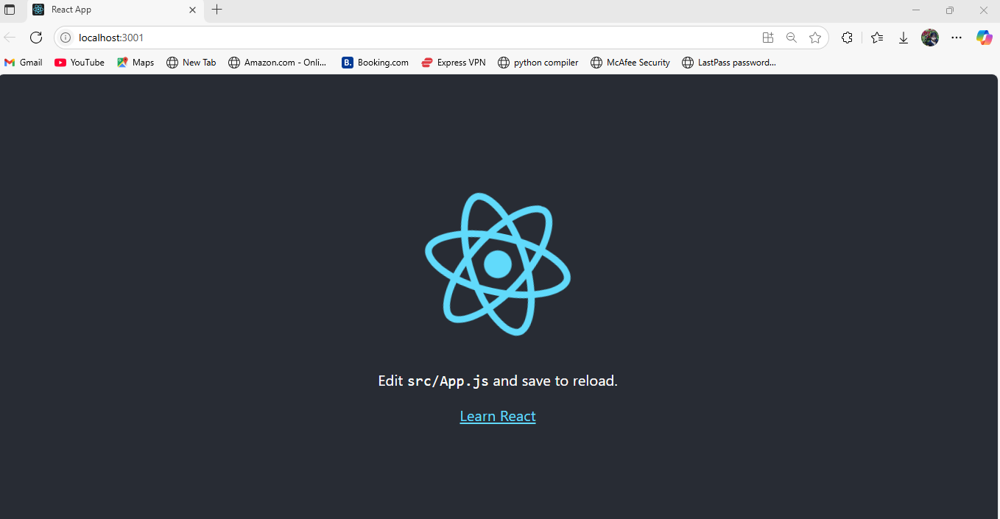 React App
localhost:3001
Gmail YouTube Maps New Tab Amazon.com - Onli... B. Booking.com Express VPN python compiler McAfee Security LastPass password...
Edit src/App.js and save to reload.
Learn React